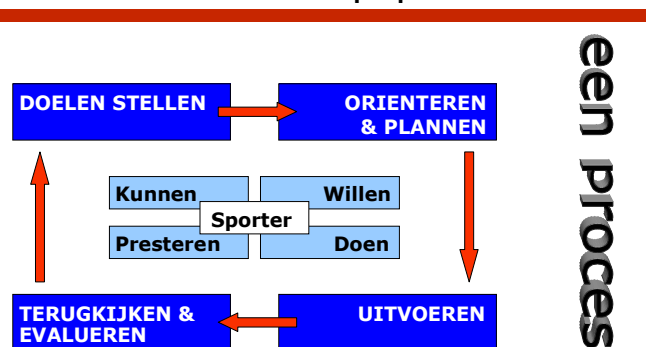 DOELEN STELLEN
ORIENTEREN
& PLANNEN
Kunnen
Willen
Sporter
Presteren
Doen
TERUGKIJKEN &
EVALUEREN
UITVOEREN
een proces